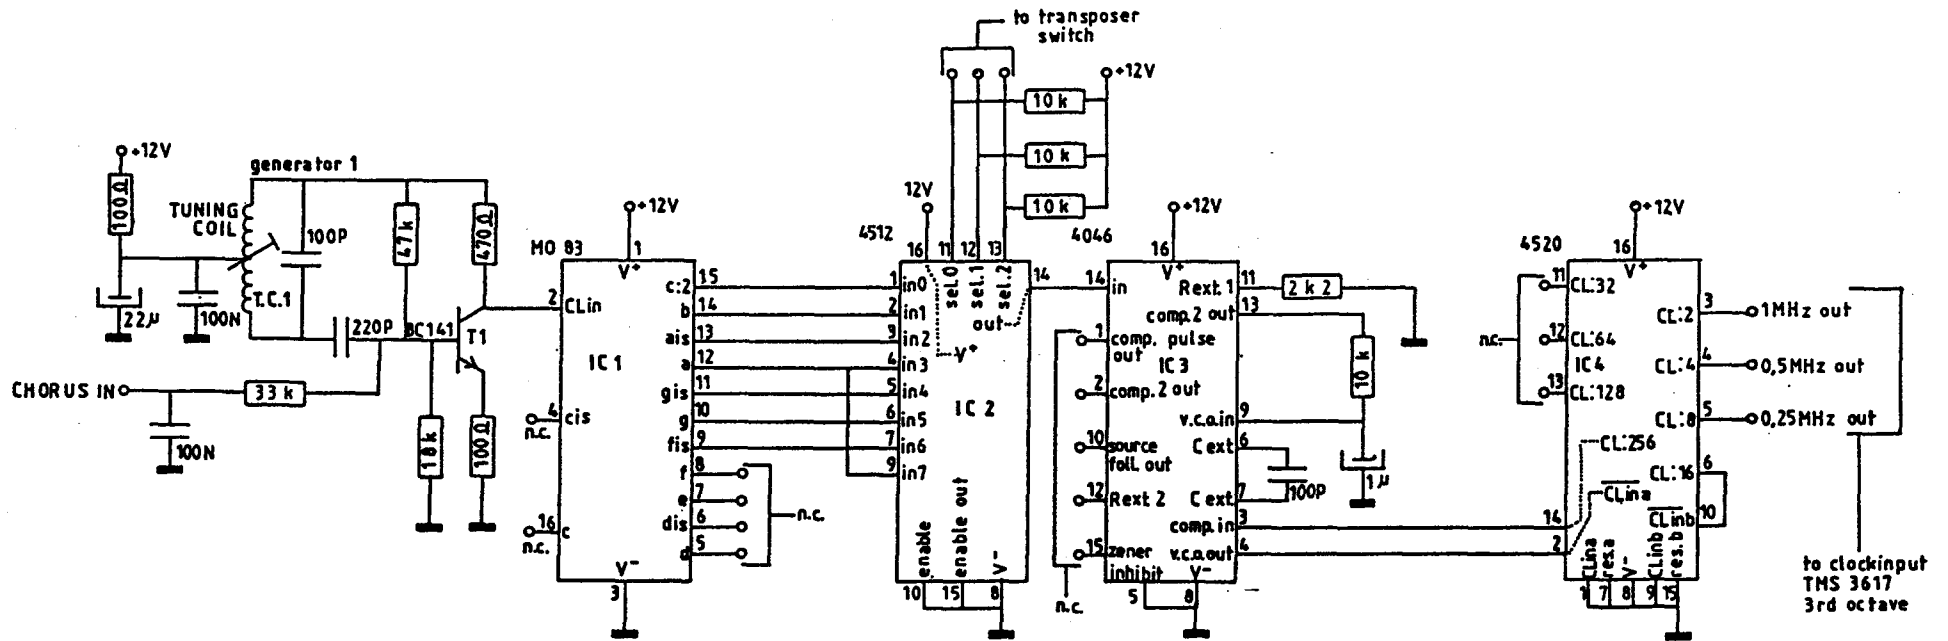 to transposer
switch
+12V
10 k
10 k
10 k
+12V
generator 1
100Ω
TUNING
COIL
100P
47k
470Ω
T.C.1
22µ
100N
220P
BC141
T1
CHORUS IN
33 k
100N
18k
100Ω
MO 83
+12V
1
V+
2
CLin
IC 1
4
cis
n.c.
16
c
n.c.
V-
3
c:2
15
b
14
ais
13
a
12
gis
11
g
10
fis
9
f
8
e
7
dis
6
d
5
n.c.
4512
12V
16
11
12
13
sel.0
sel.1
sel.2
1
in0
2
in1
3
in2
4
in3
5
in4
6
in5
7
in6
9
in7
out
14
V+
IC 2
enable
enable out
V-
10
15
8
4046
+12V
16
V+
14
in
1
comp. pulse
out
IC 3
2
comp.2 out
10
source
foll. out
12
Rext 2
15
zener
inhibit
n.c.
V-
5
8
Rext.1
11
2k2
comp.2 out
13
10 k
v.c.o.in
9
C ext
6
100P
C ext
7
1µ
comp.in
3
v.c.o.out
4
4520
+12V
16
V+
11
CL:32
12
CL:64
IC4
13
CL:128
n.c.
CL:2
3
1MHz out
CL:4
4
0,5MHz out
CL:8
5
0,25MHz out
CL:256
CL:16
6
CLina
CLinb
10
14
2
CLina
res.a
V-
CLinb
res.b
1
7
8
9
15
to clockinput
TMS 3617
3rd octave